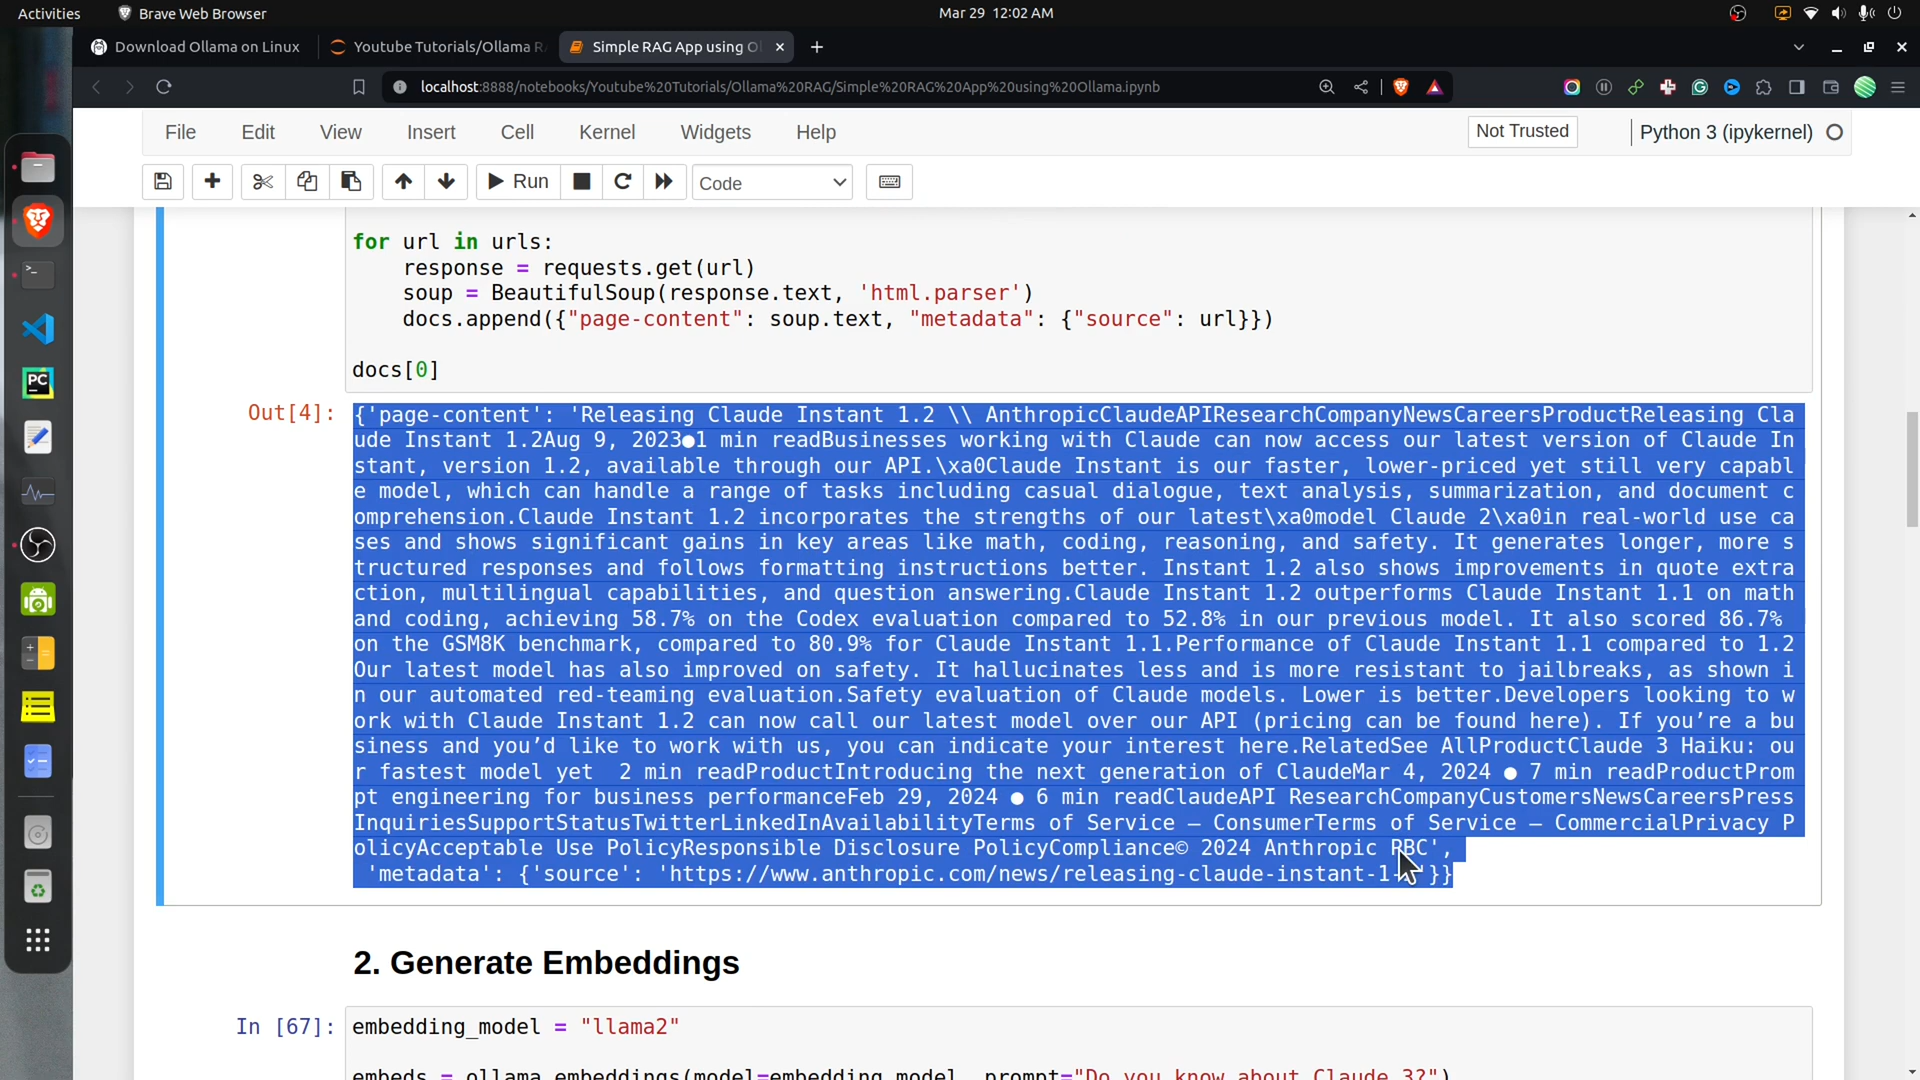 Activities Brave Web Browser Mar 29 12:02 AM
Download Ollama on Linux Youtube Tutorials/Ollama R Simple RAG App using O
localhost:8888/notebooks/Youtube%20Tutorials/Ollama%20RAG/Simple%20RAG%20App%20using%20Ollama.ipynb
File Edit View Insert Cell Kernel Widgets Help Not Trusted Python 3 (ipykernel)
Run Code
for url in urls:
response = requests.get(url)
soup = BeautifulSoup(response.text, 'html.parser')
docs.append({"page-content": soup.text, "metadata": {"source": url}})
docs[0]
Out[4]: {'page-content': 'Releasing Claude Instant 1.2 \\ AnthropicClaudeAPIResearchCompanyNewsCareersProductReleasing Cla
ude Instant 1.2Aug 9, 2023●1 min readBusinesses working with Claude can now access our latest version of Claude In
stant, version 1.2, available through our API.\xa0Claude Instant is our faster, lower-priced yet still very capabl
e model, which can handle a range of tasks including casual dialogue, text analysis, summarization, and document c
omprehension.Claude Instant 1.2 incorporates the strengths of our latest\xa0model Claude 2\xa0in real-world use ca
ses and shows significant gains in key areas like math, coding, reasoning, and safety. It generates longer, more s
tructured responses and follows formatting instructions better. Instant 1.2 also shows improvements in quote extra
ction, multilingual capabilities, and question answering.Claude Instant 1.2 outperforms Claude Instant 1.1 on math
and coding, achieving 58.7% on the Codex evaluation compared to 52.8% in our previous model. It also scored 86.7%
on the GSM8K benchmark, compared to 80.9% for Claude Instant 1.1.Performance of Claude Instant 1.1 compared to 1.2
Our latest model has also improved on safety. It hallucinates less and is more resistant to jailbreaks, as shown i
n our automated red-teaming evaluation.Safety evaluation of Claude models. Lower is better.Developers looking to w
ork with Claude Instant 1.2 can now call our latest model over our API (pricing can be found here). If you’re a bu
siness and you’d like to work with us, you can indicate your interest here.RelatedSee AllProductClaude 3 Haiku: ou
r fastest model yet  2 min readProductIntroducing the next generation of ClaudeMar 4, 2024 ● 7 min readProductProm
pt engineering for business performanceFeb 29, 2024 ● 6 min readClaudeAPI ResearchCompanyCustomersNewsCareersPress
InquiriesSupportStatusTwitterLinkedInAvailabilityTerms of Service – ConsumerTerms of Service – CommercialPrivacy P
olicyAcceptable Use PolicyResponsible Disclosure PolicyCompliance© 2024 Anthropic PBC',
'metadata': {'source': 'https://www.anthropic.com/news/releasing-claude-instant-1- }}
2. Generate Embeddings
In [67]: embedding_model = "llama2"
embeds = ollama.embeddings(model=embedding_model, prompt="Do you know about Claude 3?")